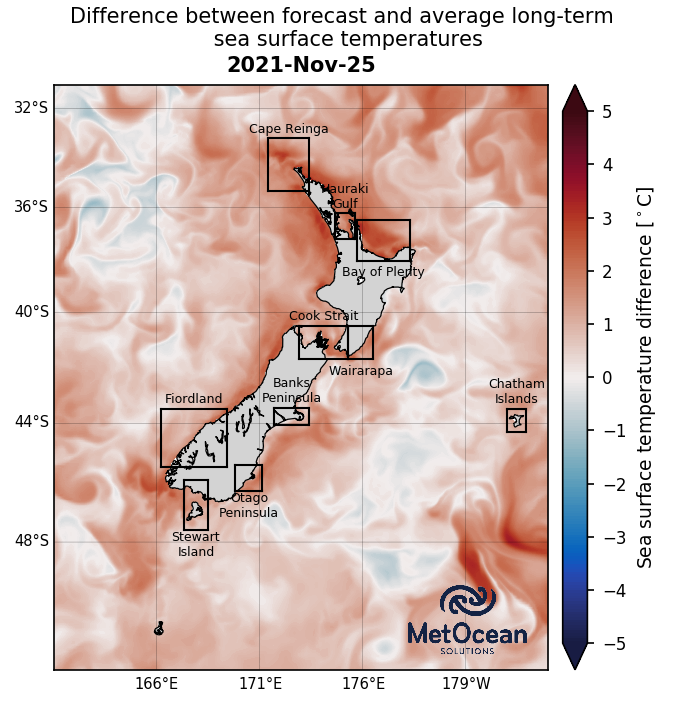 Difference between forecast and average long-term
sea surface temperatures
2021-Nov-25
32°S
36°S
40°S
44°S
48°S
Cape Reinga
Hauraki
Gulf
Bay of Plenty
Cook Strait
Wairarapa
Banks
Peninsula
Fiordland
Chatham
Islands
Otago
Peninsula
Stewart
Island
MetOcean
SOLUTIONS
166°E
171°E
176°E
179°W
5
4
3
2
1
0
−1
−2
−3
−4
−5
Sea surface temperature difference [°C]